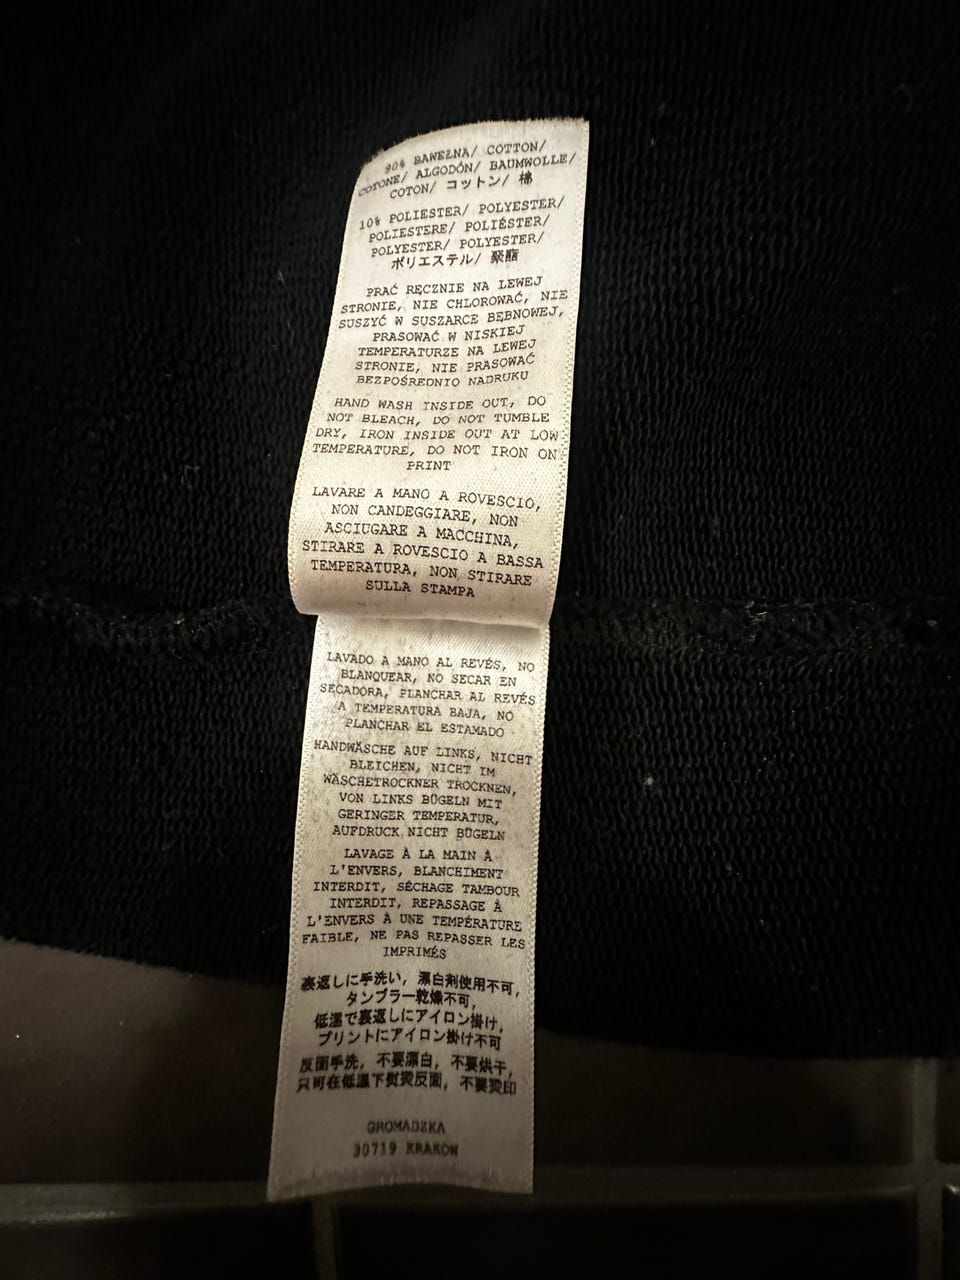 90% BAWEŁNA/ COTTON/
COTONE/ ALGODÓN/ BAUMWOLLE/
COTON/ コットン/ 棉
10% POLIESTER/ POLYESTER/
POLIESTERE/ POLIÉSTER/
POLYESTER/ POLYESTER/
ポリエステル/ 聚酯
PRAĆ RĘCZNIE NA LEWEJ
STRONIE, NIE CHLOROWAĆ, NIE
SUSZYĆ W SUSZARCE BĘBNOWEJ,
PRASOWAĆ W NISKIEJ
TEMPERATURZE NA LEWEJ
STRONIE, NIE PRASOWAĆ
BEZPOŚREDNIO NADRUKU
HAND WASH INSIDE OUT, DO
NOT BLEACH, DO NOT TUMBLE
DRY, IRON INSIDE OUT AT LOW
TEMPERATURE, DO NOT IRON ON
PRINT
LAVARE A MANO A ROVESCIO,
NON CANDEGGIARE, NON
ASCIUGARE A MACCHINA,
STIRARE A ROVESCIO A BASSA
TEMPERATURA, NON STIRARE
SULLA STAMPA
LAVADO A MANO AL REVÉS, NO
BLANQUEAR, NO SECAR EN
SECADORA, PLANCHAR AL REVÉS
A TEMPERATURA BAJA, NO
PLANCHAR EL ESTAMADO
HANDWÄSCHE AUF LINKS, NICHT
BLEICHEN, NICHT IM
WÄSCHETROCKNER TROCKNEN,
VON LINKS BÜGELN MIT
GERINGER TEMPERATUR,
AUFDRUCK NICHT BÜGELN
LAVAGE À LA MAIN À
L'ENVERS, BLANCHIMENT
INTERDIT, SÉCHAGE TAMBOUR
INTERDIT, REPASSAGE À
L'ENVERS À UNE TEMPÉRATURE
FAIBLE, NE PAS REPASSER LES
IMPRIMÉS
裏返しに手洗い, 漂白剤使用不可,
タンブラー乾燥不可,
低温で裏返しにアイロン掛け,
プリントにアイロン掛け不可
反面手洗, 不要漂白, 不要烘干,
只可在低温下熨烫反面, 不要烫印
GROMADZKA
30719 KRAKOW